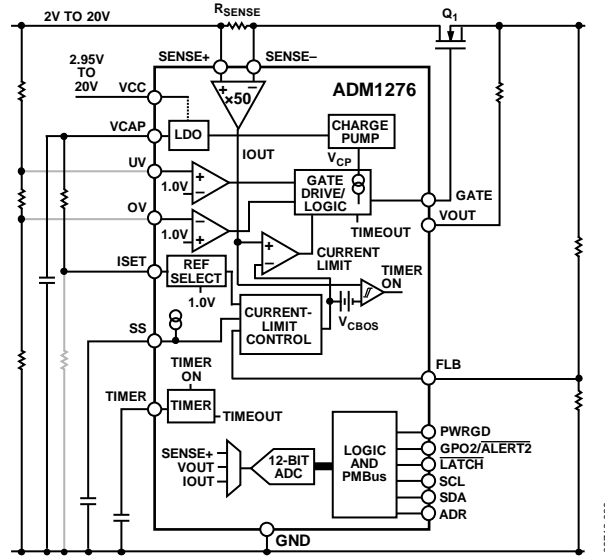 RSENSE
Q1
2V TO 20V
SENSE+
SENSE–
2.95V
TO
20V
VCC
+ –
×50
ADM1276
VCAP
LDO
CHARGE
PUMP
IOUT
VCP
UV
+
1.0V
–
GATE
DRIVE/
LOGIC
GATE
VOUT
OV
–
1.0V
+
TIMEOUT
+
–
CURRENT
LIMIT
ISET
REF
SELECT
1.0V
TIMER
ON
VCBOS
CURRENT-
LIMIT
CONTROL
SS
FLB
TIMER
ON
TIMER
TIMER
TIMEOUT
PWRGD
GPO2/ALERT2
LATCH
SCL
SDA
ADR
SENSE+
VOUT
IOUT
12-BIT
ADC
LOGIC
AND
PMBus
GND